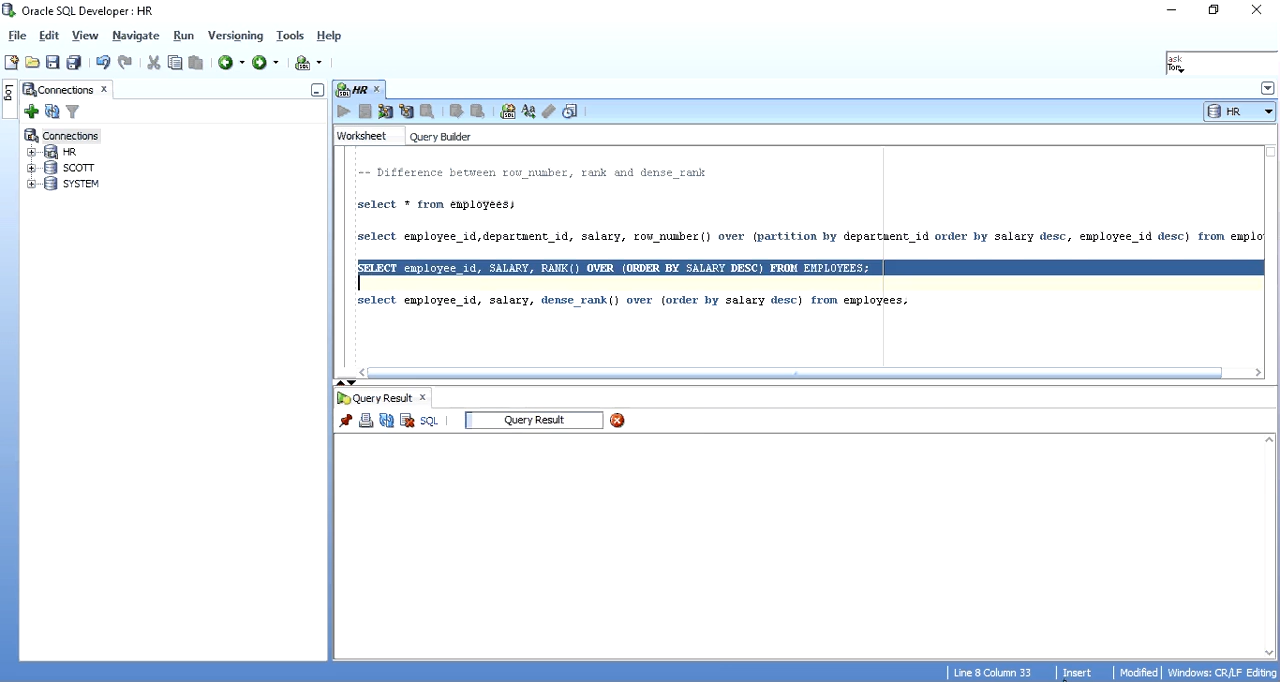 Oracle SQL Developer : HR
File Edit View Navigate Run Versioning Tools Help
ask
Tom
Log
Connections
HR
HR
Worksheet Query Builder
Connections
HR
SCOTT
SYSTEM
-- Difference between row_number, rank and dense_rank
select * from employees;
select employee_id,department_id, salary, row_number() over (partition by department_id order by salary desc, employee_id desc) from emplo
SELECT employee_id, SALARY, RANK() OVER (ORDER BY SALARY DESC) FROM EMPLOYEES;
select employee_id, salary, dense_rank() over (order by salary desc) from employees;
Query Result
SQL Query Result
Line 8 Column 33 Insert Modified Windows: CR/LF Editing